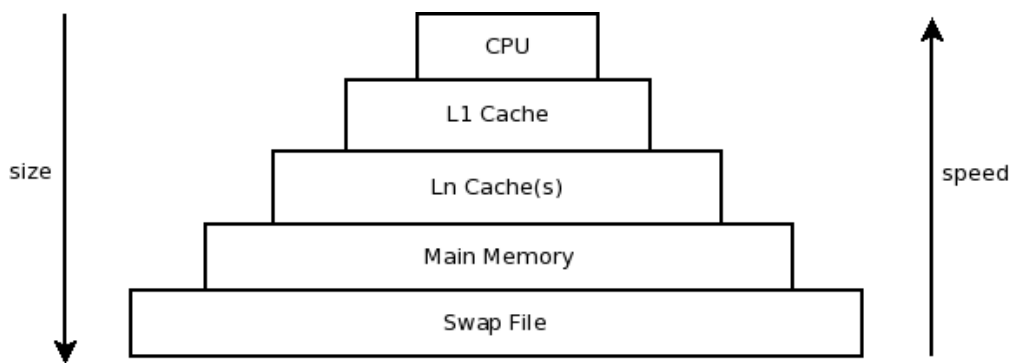 CPU
L1 Cache
size
Ln Cache(s)
speed
Main Memory
Swap File